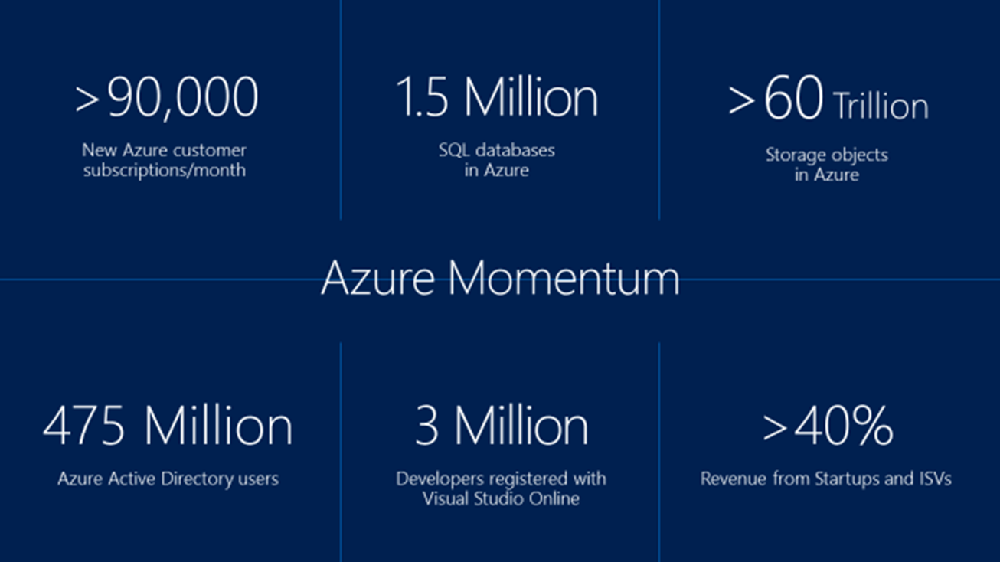 >90,000
New Azure customer
subscriptions/month
1.5 Million
SQL databases
in Azure
>60 Trillion
Storage objects
in Azure
Azure Momentum
475 Million
Azure Active Directory users
3 Million
Developers registered with
Visual Studio Online
>40%
Revenue from Startups and ISVs